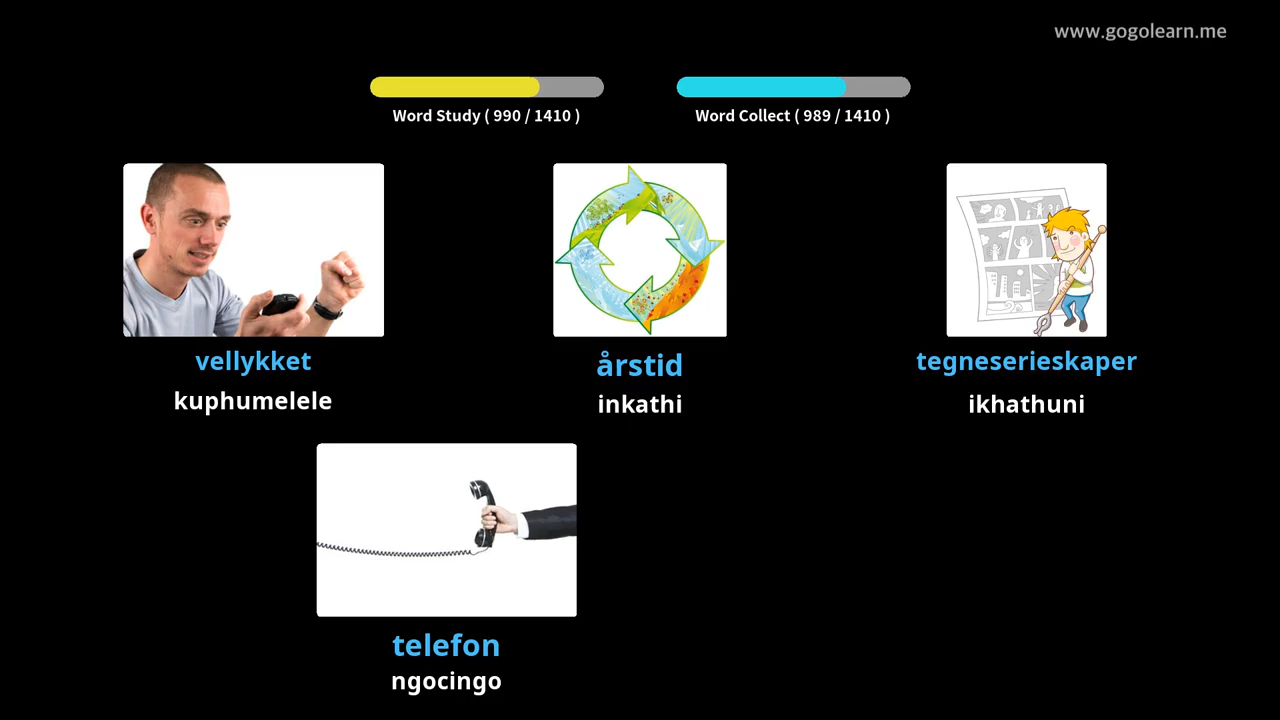 www.gogolearn.me
Word Study ( 990 / 1410 )
Word Collect ( 989 / 1410 )
vellykket
kuphumelele
årstid
inkathi
tegneserieskaper
ikhathuni
telefon
ngocingo